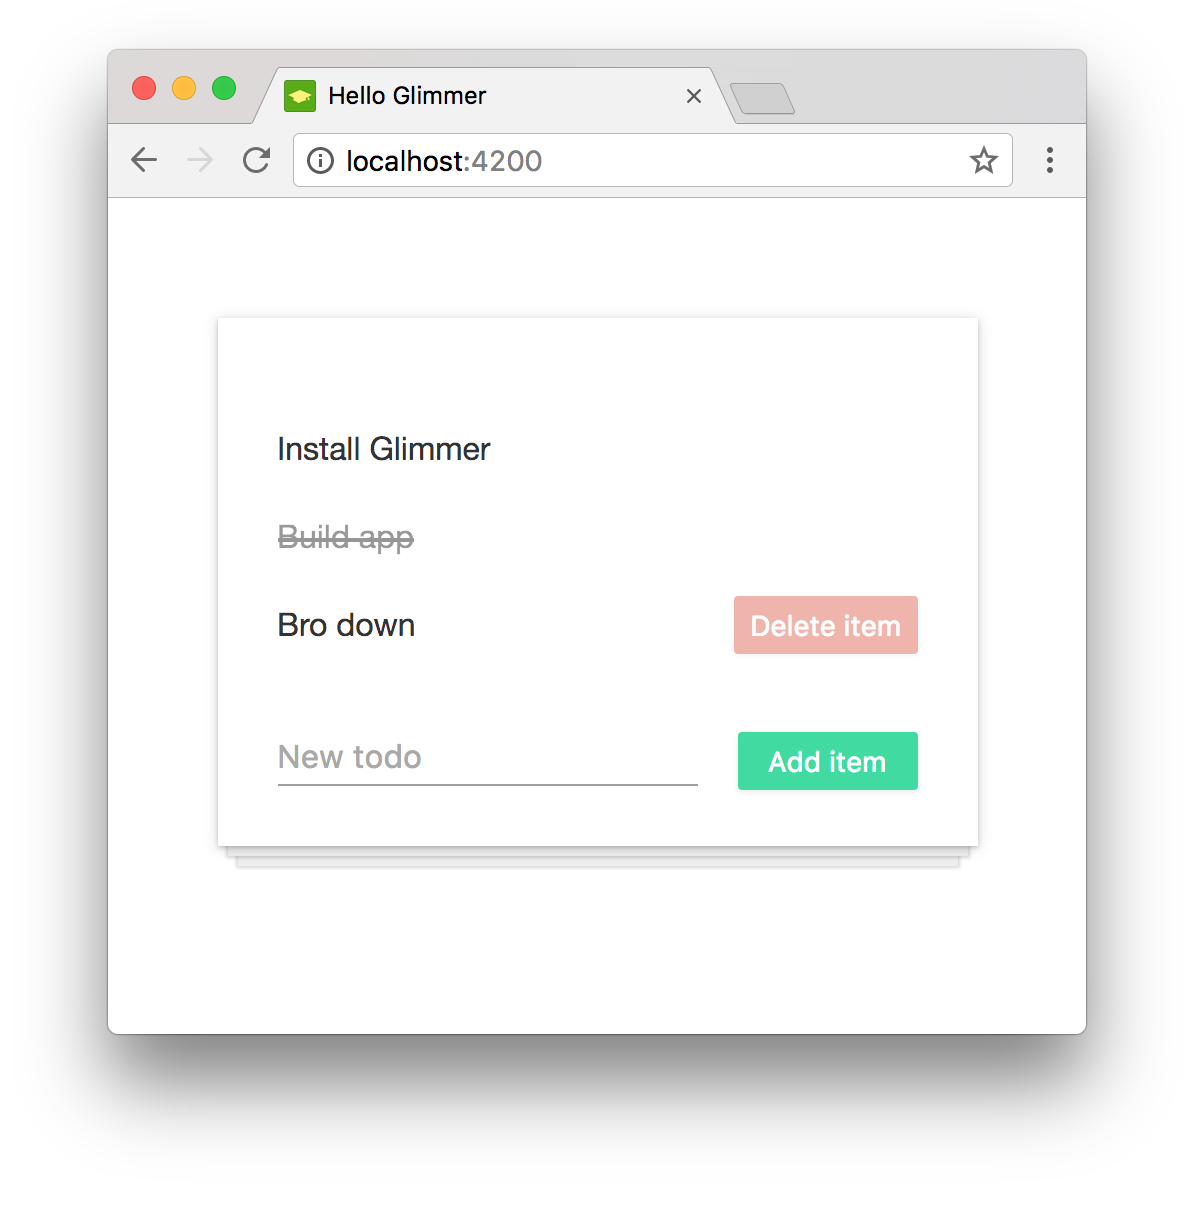 Hello Glimmer
localhost:4200
Install Glimmer
Build app
Bro down
Delete item
New todo
Add item